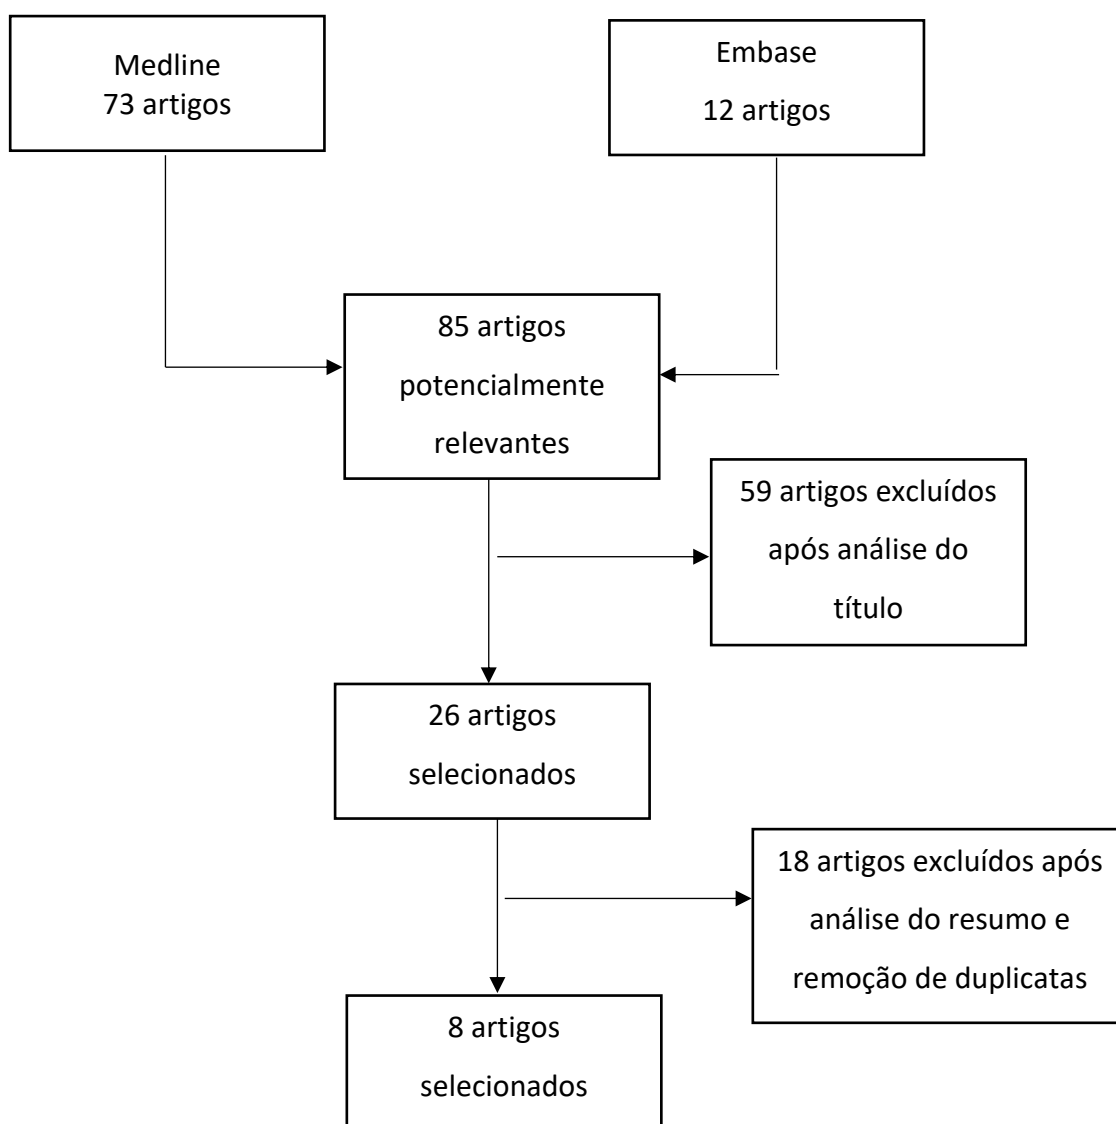 Medline
73 artigos
Embase
12 artigos
85 artigos
potencialmente
relevantes
59 artigos excluídos
após análise do
título
26 artigos
selecionados
18 artigos excluídos após
análise do resumo e
remoção de duplicatas
8 artigos
selecionados